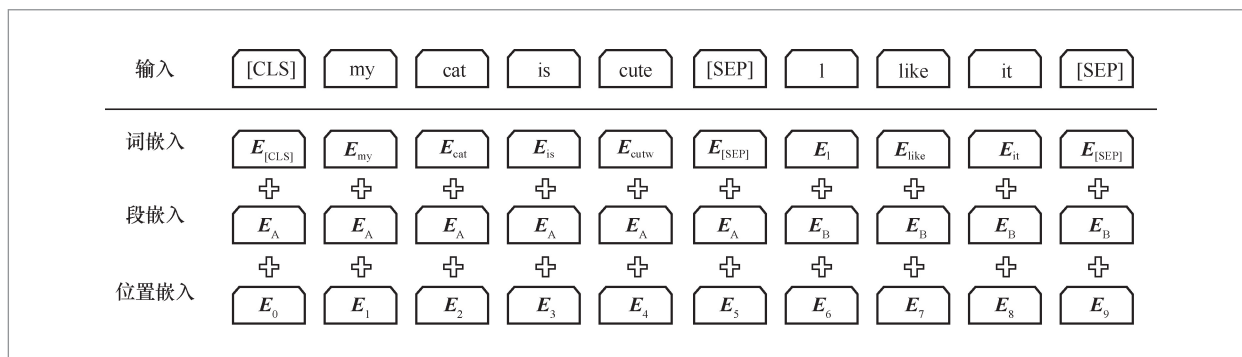 输入 [CLS] my cat is cute [SEP] l like it [SEP]
词嵌入 E[CLS] Emy Ecat Eis Ecutw E[SEP] El Elike Eit E[SEP]
段嵌入 EA EA EA EA EA EA EB EB EB EB
位置嵌入 E0 E1 E2 E3 E4 E5 E6 E7 E8 E9